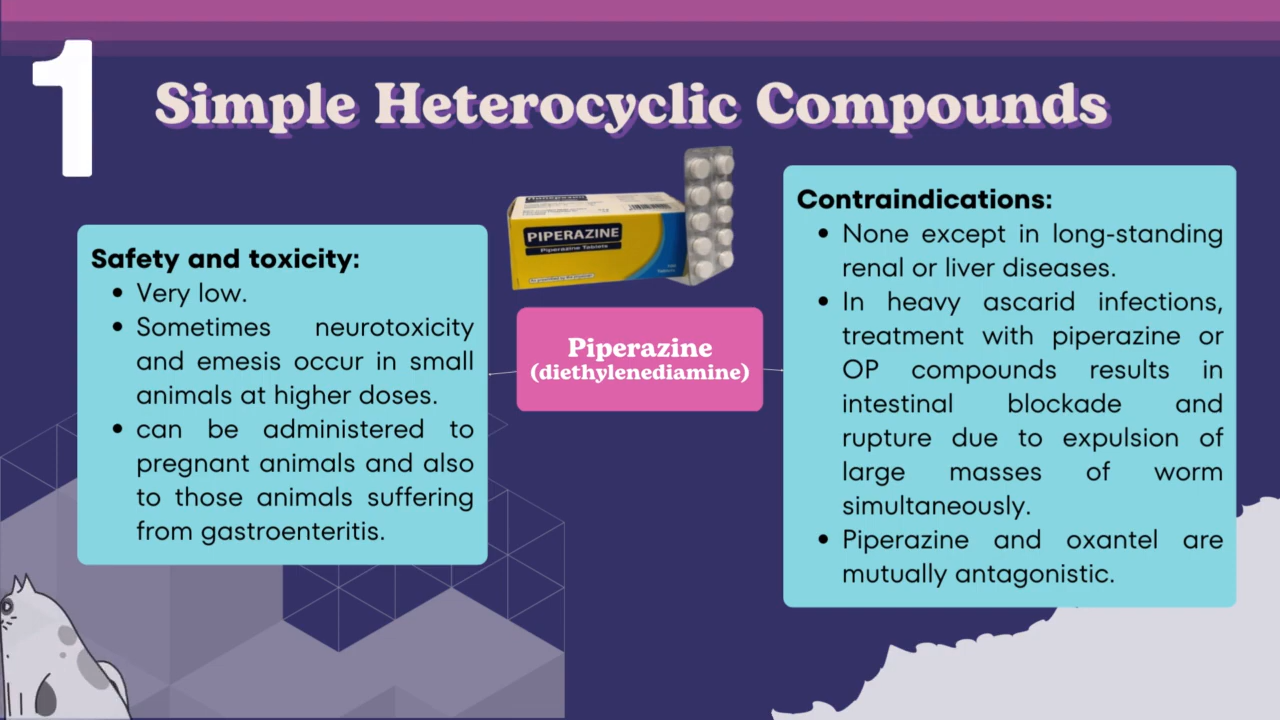 1
Simple Heterocyclic Compounds
PIPERAZINE
Piperazine Tablets
Safety and toxicity:
• Very low.
• Sometimes neurotoxicity
and emesis occur in small
animals at higher doses.
• can be administered to
pregnant animals and also
to those animals suffering
from gastroenteritis.
Piperazine
(diethylenediamine)
Contraindications:
• None except in long-standing
renal or liver diseases.
• In heavy ascarid infections,
treatment with piperazine or
OP compounds results in
intestinal blockade and
rupture due to expulsion of
large masses of worm
simultaneously.
• Piperazine and oxantel are
mutually antagonistic.